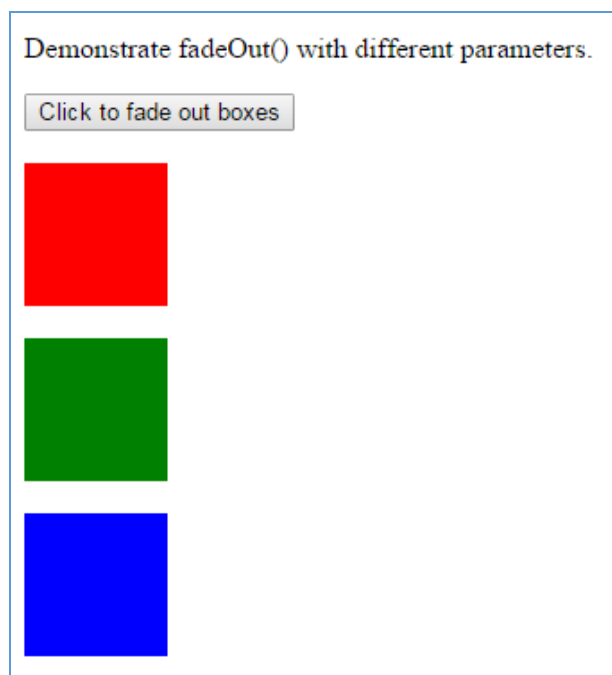 Demonstrate fadeOut() with different parameters.
Click to fade out boxes